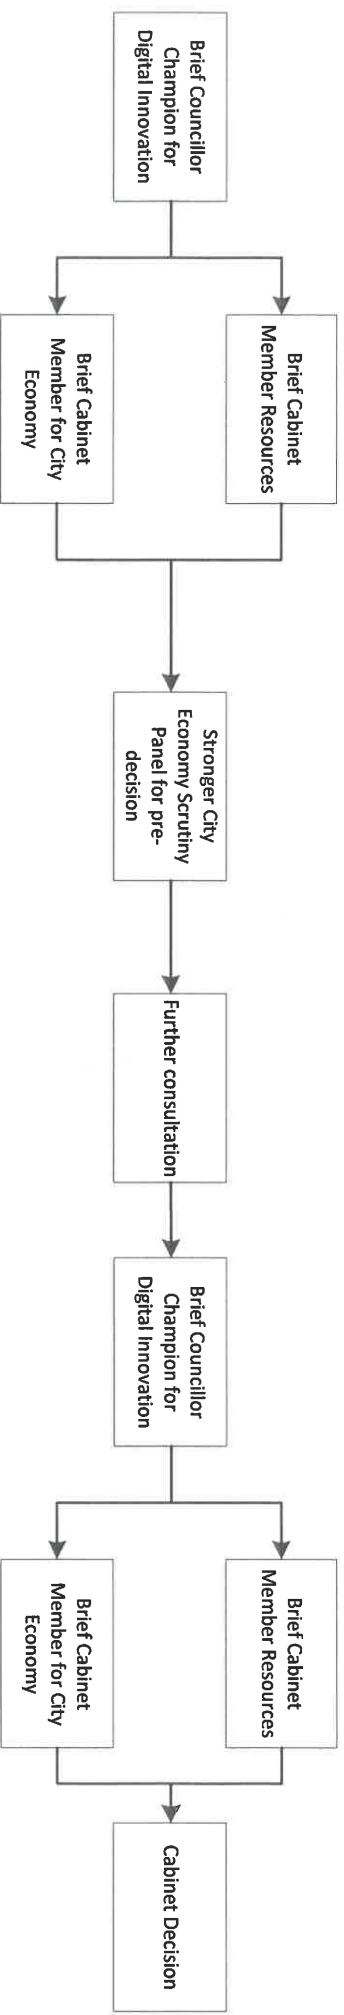 Brief Councillor
Champion for
Digital Innovation
Brief Cabinet
Member Resources
Brief Cabinet
Member for City
Economy
Stronger City
Economy Scrutiny
Panel for pre-
decision
Further consultation
Brief Councillor
Champion for
Digital Innovation
Brief Cabinet
Member Resources
Brief Cabinet
Member for City
Economy
Cabinet Decision